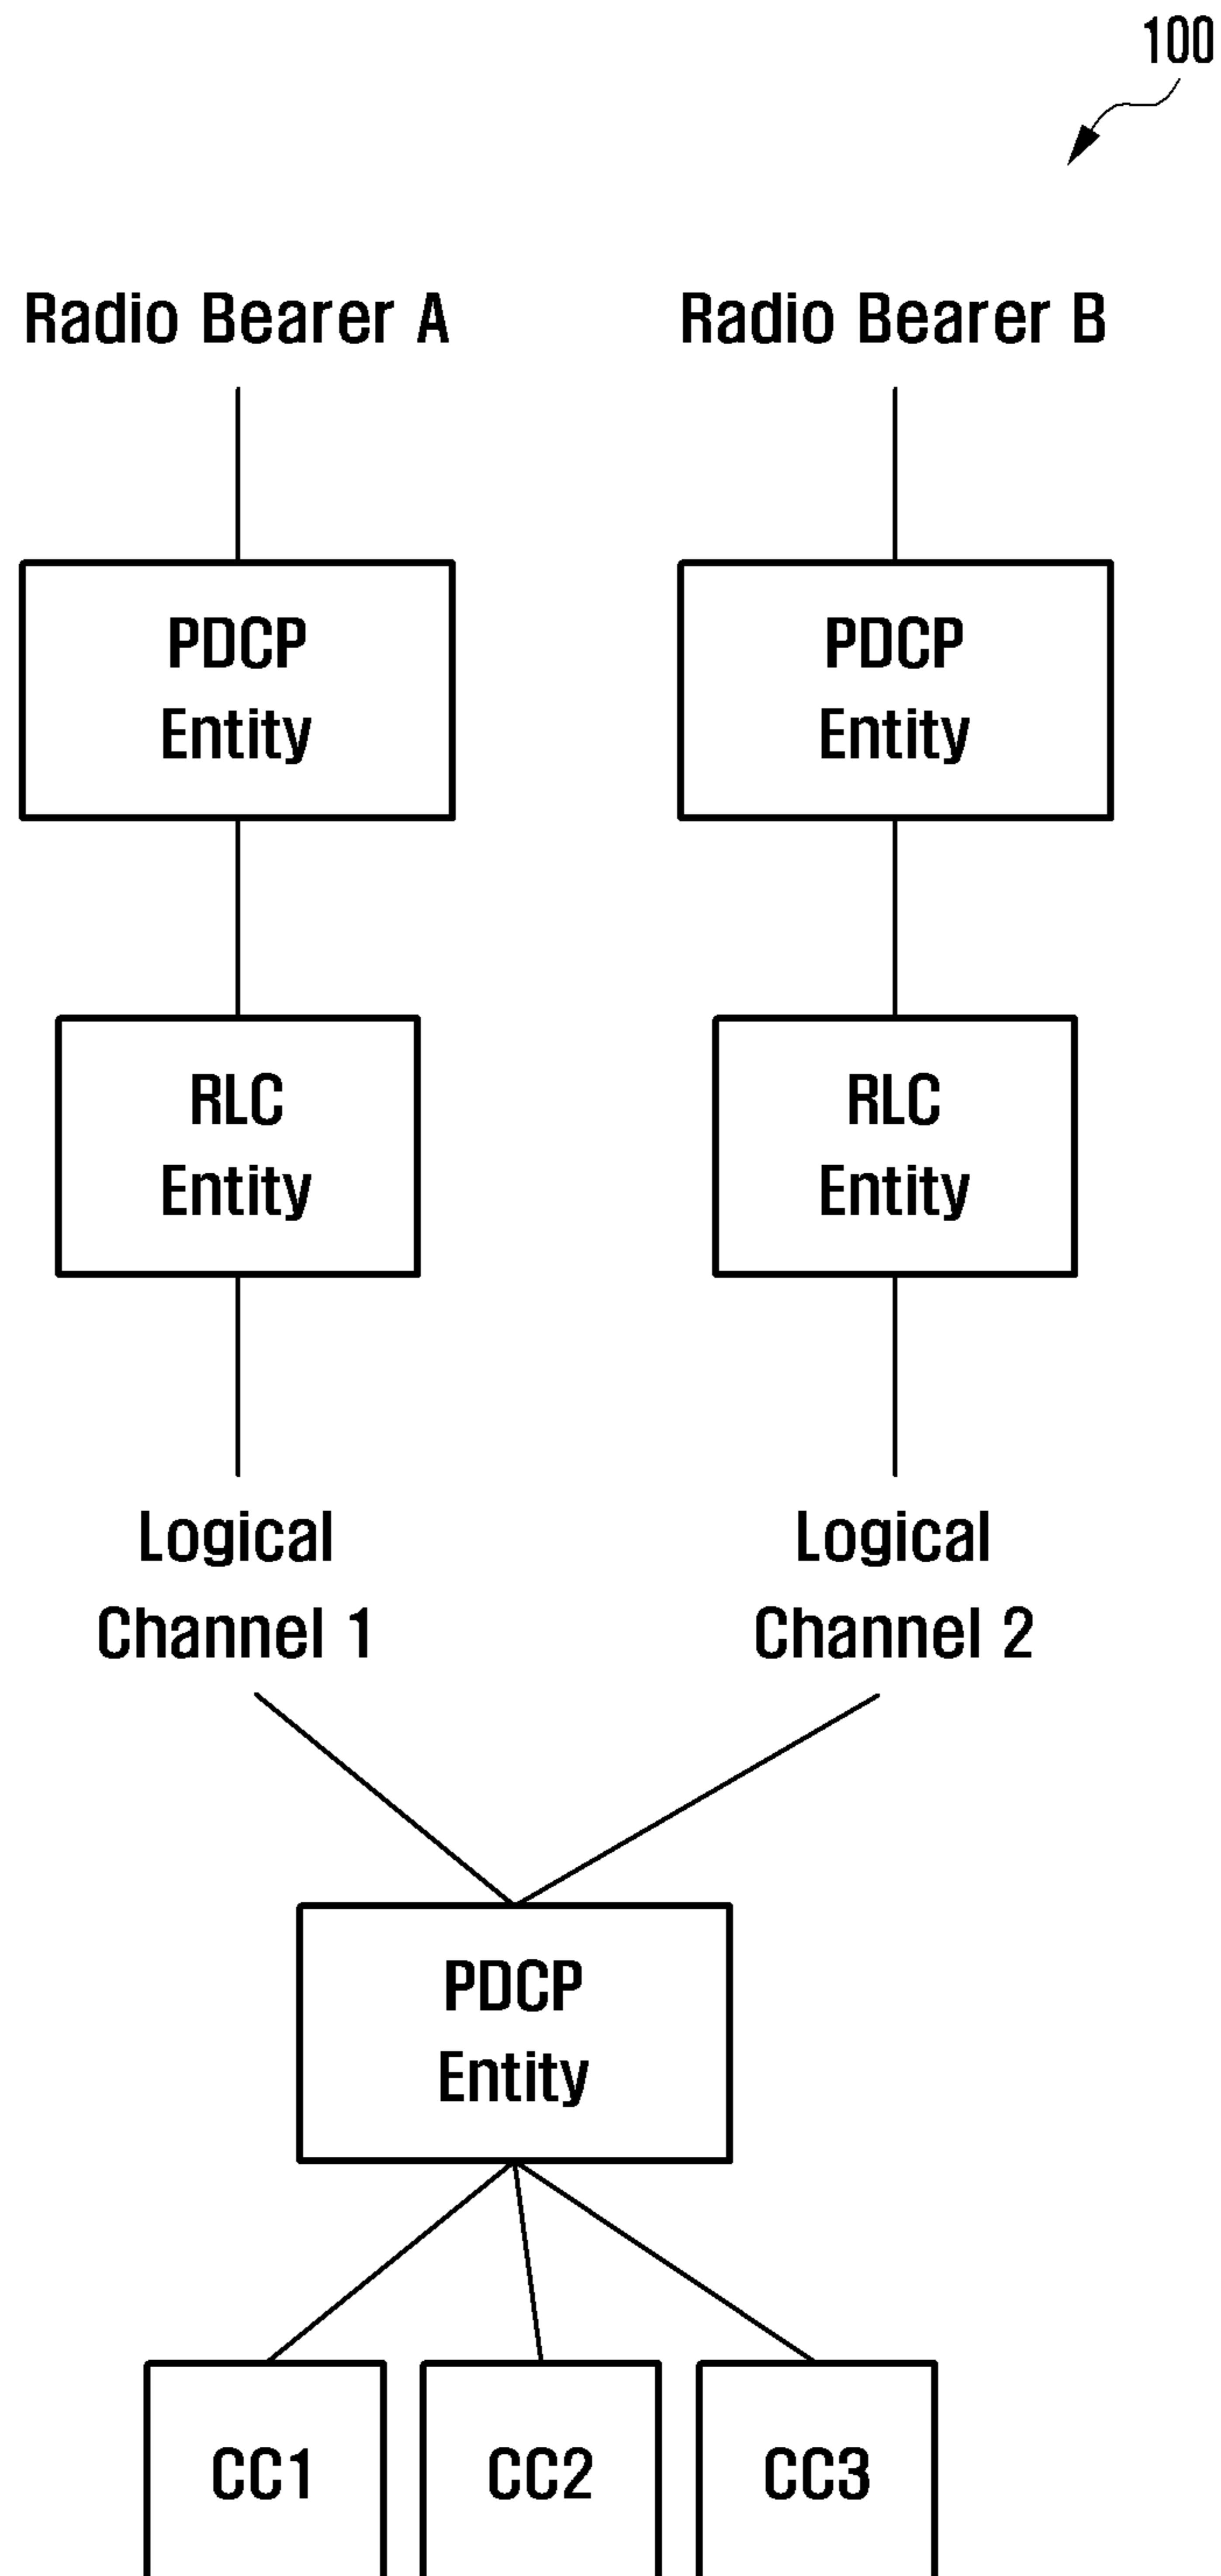 100
Radio Bearer A
Radio Bearer B
PDCP
Entity
PDCP
Entity
RLC
Entity
RLC
Entity
Logical
Channel 1
Logical
Channel 2
PDCP
Entity
CC1
CC2
CC3